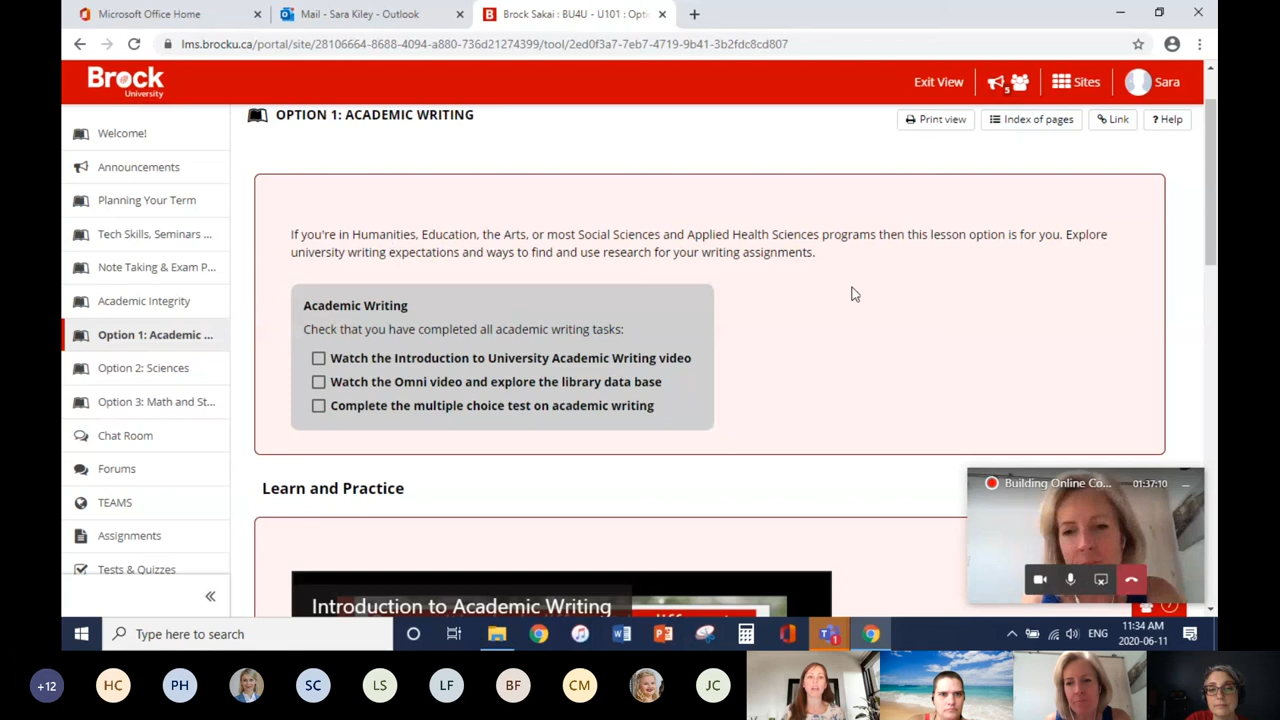 Microsoft Office Home
Mail - Sara Kiley - Outlook
Brock Sakai : BU4U - U101 : Opti
lms.brocku.ca/portal/site/28106664-8688-4094-a880-736d21274399/tool/2ed0f3a7-7eb7-4719-9b41-3b2fdc8cd807
Brock
University
Exit View
5
Sites
Sara
OPTION 1: ACADEMIC WRITING
Print view
Index of pages
Link
? Help
Welcome!
Announcements
Planning Your Term
Tech Skills, Seminars ...
Note Taking & Exam P...
Academic Integrity
Option 1: Academic ...
Option 2: Sciences
Option 3: Math and St...
Chat Room
Forums
TEAMS
Assignments
Tests & Quizzes
If you're in Humanities, Education, the Arts, or most Social Sciences and Applied Health Sciences programs then this lesson option is for you. Explore
university writing expectations and ways to find and use research for your writing assignments.
Academic Writing
Check that you have completed all academic writing tasks:
Watch the Introduction to University Academic Writing video
Watch the Omni video and explore the library data base
Complete the multiple choice test on academic writing
Learn and Practice
Introduction to Academic Writing
Building Online Co...
01:37:10
Type here to search
ENG
11:34 AM
2020-06-11
+12
HC
PH
SC
LS
LF
BF
CM
JC